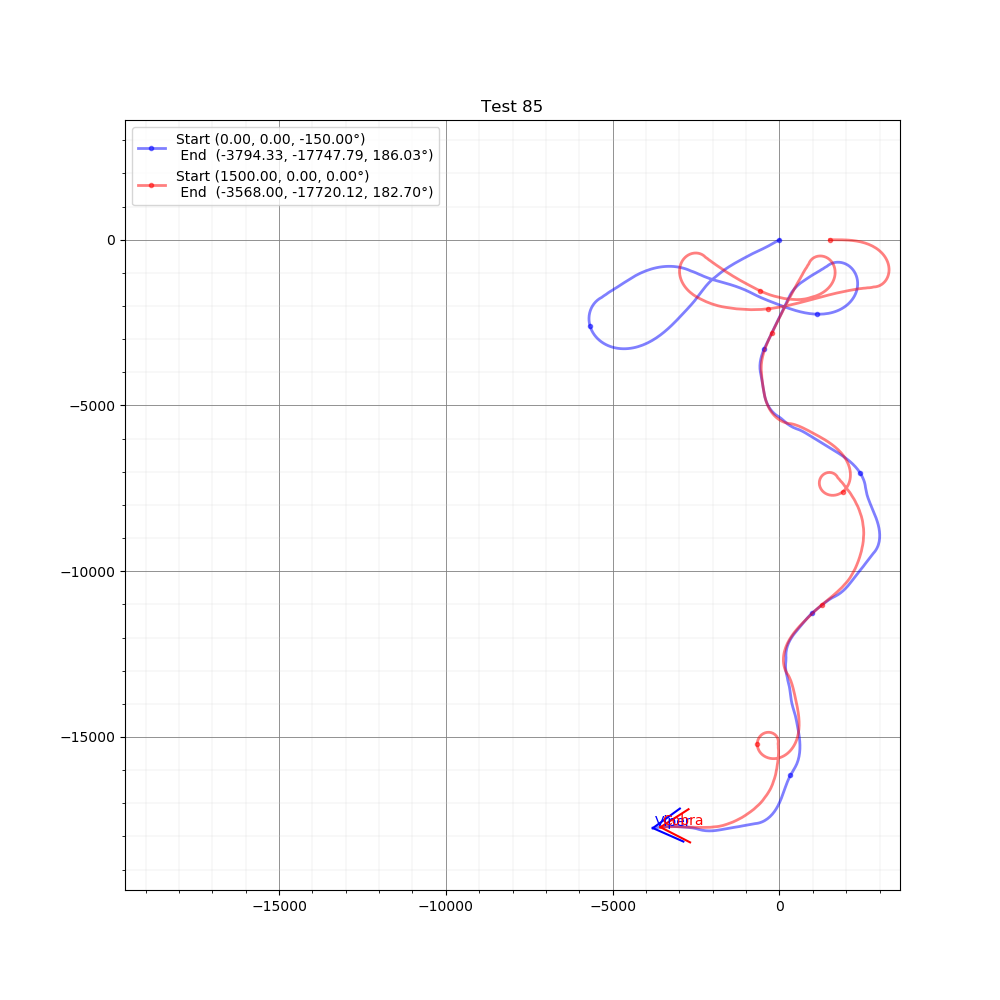 Test 85
Start (0.00, 0.00, -150.00°)
End (-3794.33, -17747.79, 186.03°)
Start (1500.00, 0.00, 0.00°)
End (-3568.00, -17720.12, 182.70°)
0
−5000
−10000
−15000
−15000
−10000
−5000
0